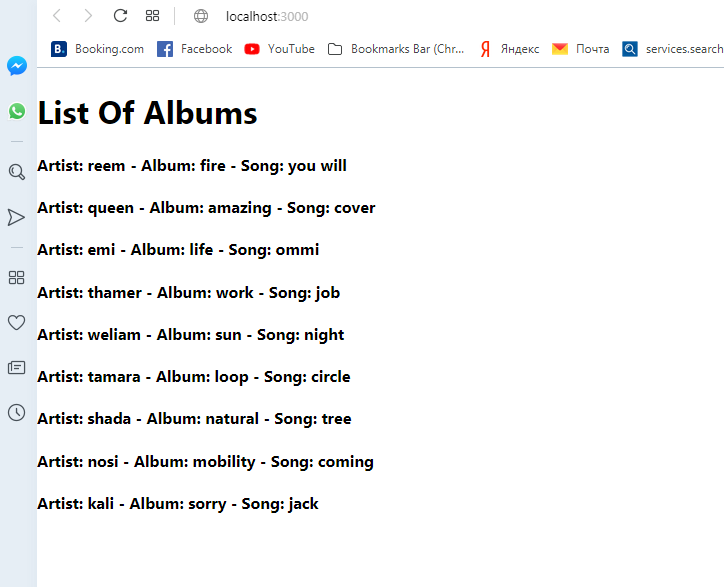 localhost:3000
B. Booking.com Facebook YouTube Bookmarks Bar (Chr... Яндекс Почта services.search
List Of Albums
Artist: reem - Album: fire - Song: you will
Artist: queen - Album: amazing - Song: cover
Artist: emi - Album: life - Song: ommi
Artist: thamer - Album: work - Song: job
Artist: weliam - Album: sun - Song: night
Artist: tamara - Album: loop - Song: circle
Artist: shada - Album: natural - Song: tree
Artist: nosi - Album: mobility - Song: coming
Artist: kali - Album: sorry - Song: jack